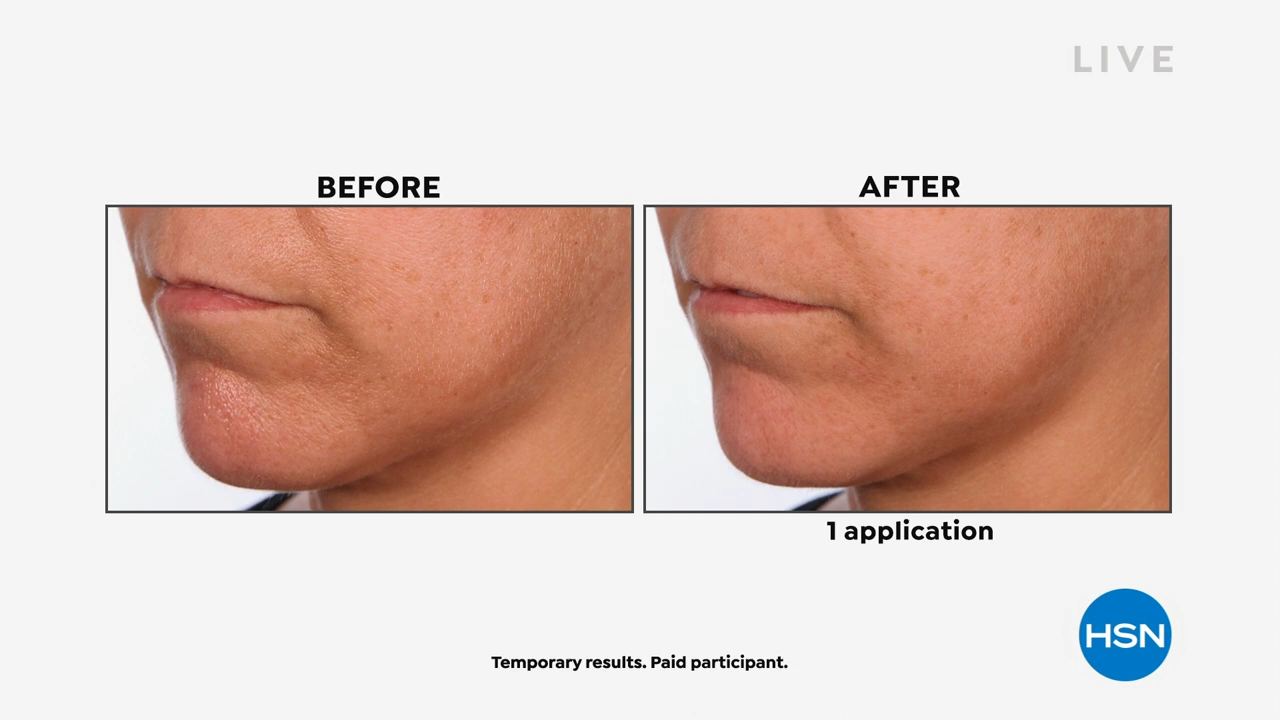 LIVE
BEFORE
AFTER
1 application
Temporary results. Paid participant.
HSN